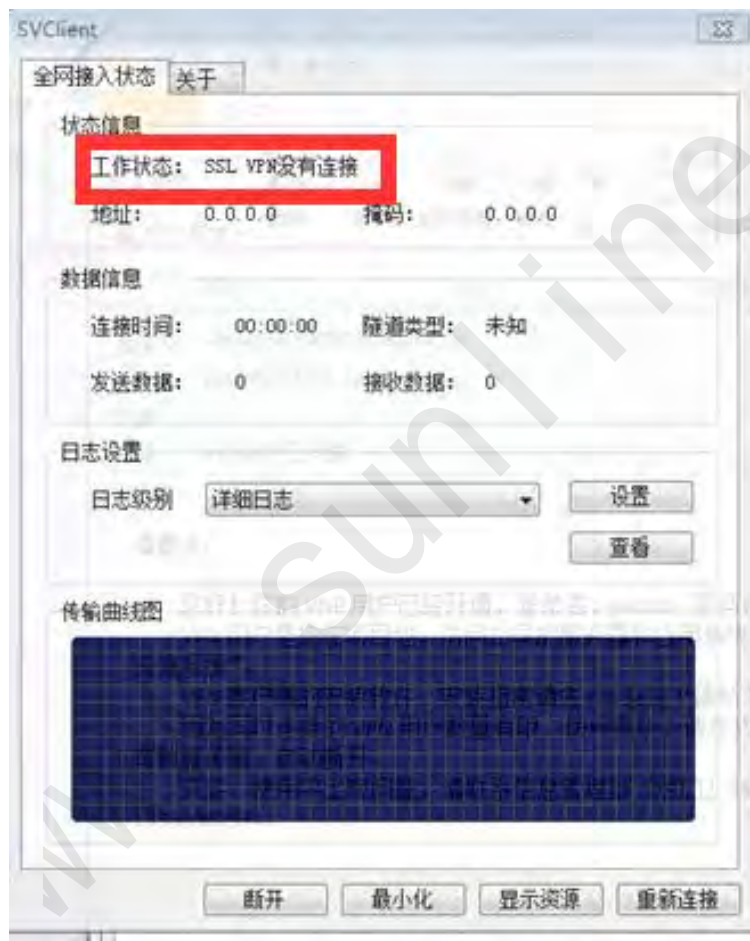 SVClient
全网接入状态 关于
状态信息
工作状态: SSL VPN没有连接
地址: 0.0.0.0 掩码: 0.0.0.0
数据信息
连接时间: 00:00:00 隧道类型: 未知
发送数据: 0 接收数据: 0
日志设置
日志级别 详细日志 设置
查看
传输曲线图
断开 最小化 显示资源 重新连接
www.sunline